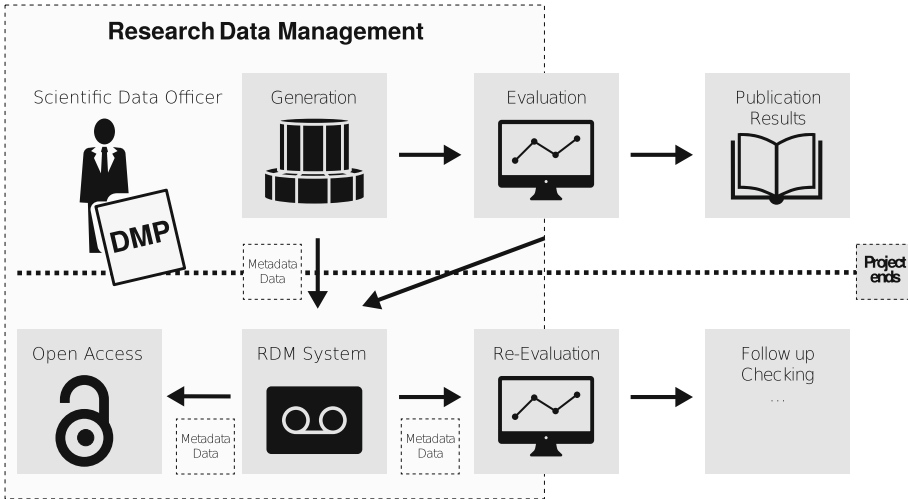 Research Data Management
Scientific Data Officer
Generation
Evaluation
Publication
Results
DMP
Metadata
Data
Project
ends
Open Access
RDM System
Re-Evaluation
Follow up
Checking
...
Metadata
Data
Metadata
Data